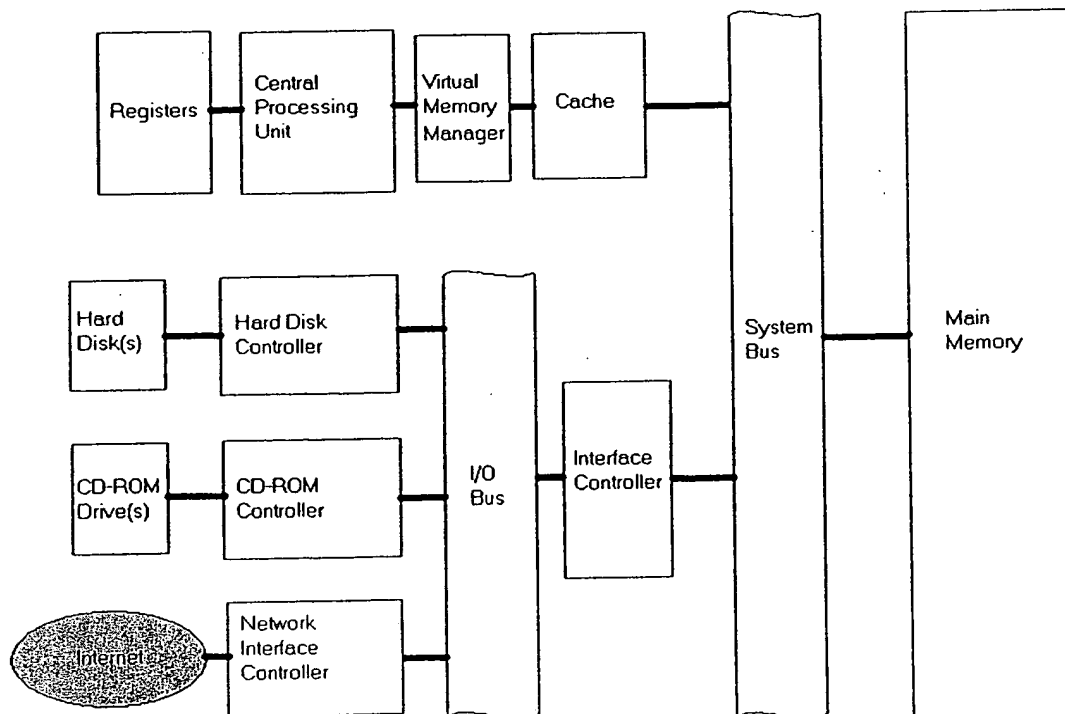 Registers
Central
Processing
Unit
Virtual
Memory
Manager
Cache
Hard
Disk(s)
Hard Disk
Controller
System
Bus
Main
Memory
CD-ROM
Drive(s)
CD-ROM
Controller
I/O
Bus
Interface
Controller
Internet
Network
Interface
Controller